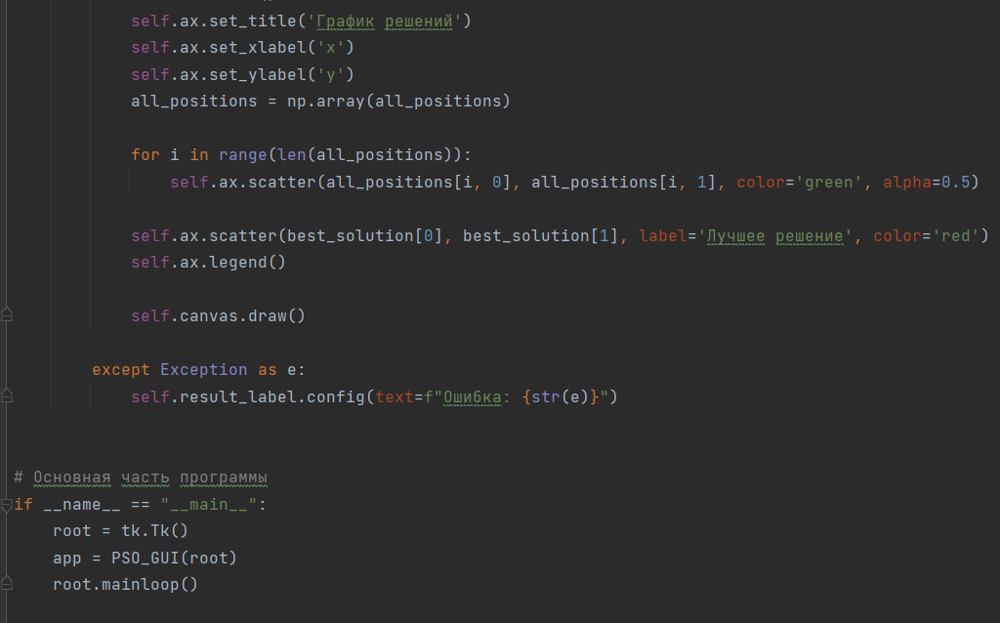 self.ax.set_title('График решений')
self.ax.set_xlabel('x')
self.ax.set_ylabel('y')
all_positions = np.array(all_positions)
for i in range(len(all_positions)):
self.ax.scatter(all_positions[i, 0], all_positions[i, 1], color='green', alpha=0.5)
self.ax.scatter(best_solution[0], best_solution[1], label='Лучшее решение', color='red')
self.ax.legend()
self.canvas.draw()
except Exception as e:
self.result_label.config(text=f"Ошибка: {str(e)}")
# Основная часть программы
if __name__ == "__main__":
root = tk.Tk()
app = PSO_GUI(root)
root.mainloop()